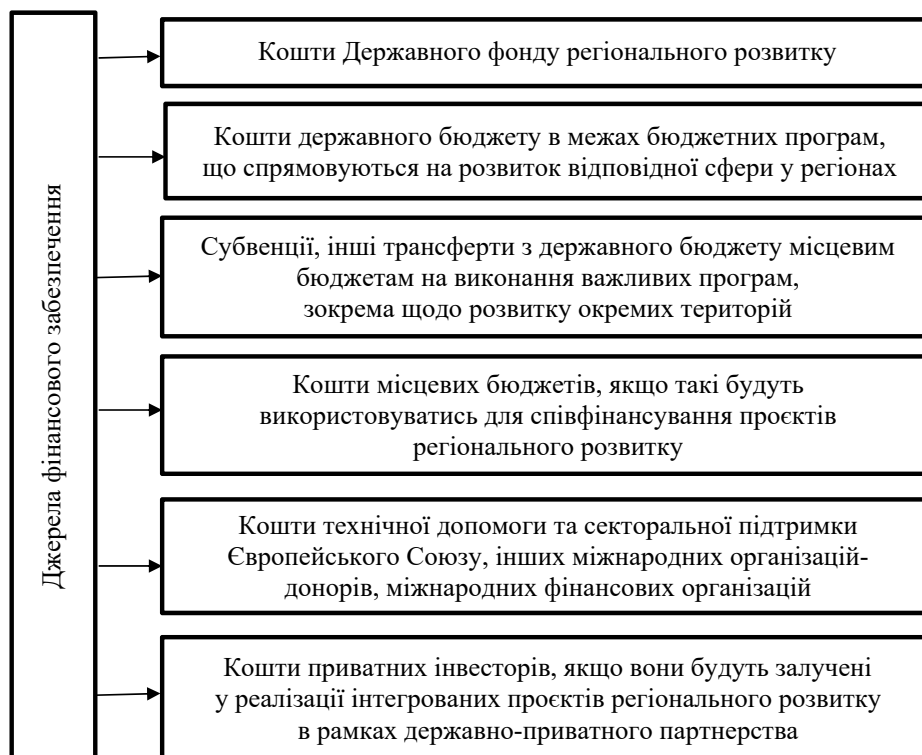 Джерела фінансового забезпечення
Кошти Державного фонду регіонального розвитку
Кошти державного бюджету в межах бюджетних програм,
що спрямовуються на розвиток відповідної сфери у регіонах
Субвенції, інші трансферти з державного бюджету місцевим
бюджетам на виконання важливих програм,
зокрема щодо розвитку окремих територій
Кошти місцевих бюджетів, якщо такі будуть
використовуватись для співфінансування проєктів
регіонального розвитку
Кошти технічної допомоги та секторальної підтримки
Європейського Союзу, інших міжнародних організацій-
донорів, міжнародних фінансових організацій
Кошти приватних інвесторів, якщо вони будуть залучені
у реалізації інтегрованих проєктів регіонального розвитку
в рамках державно-приватного партнерства